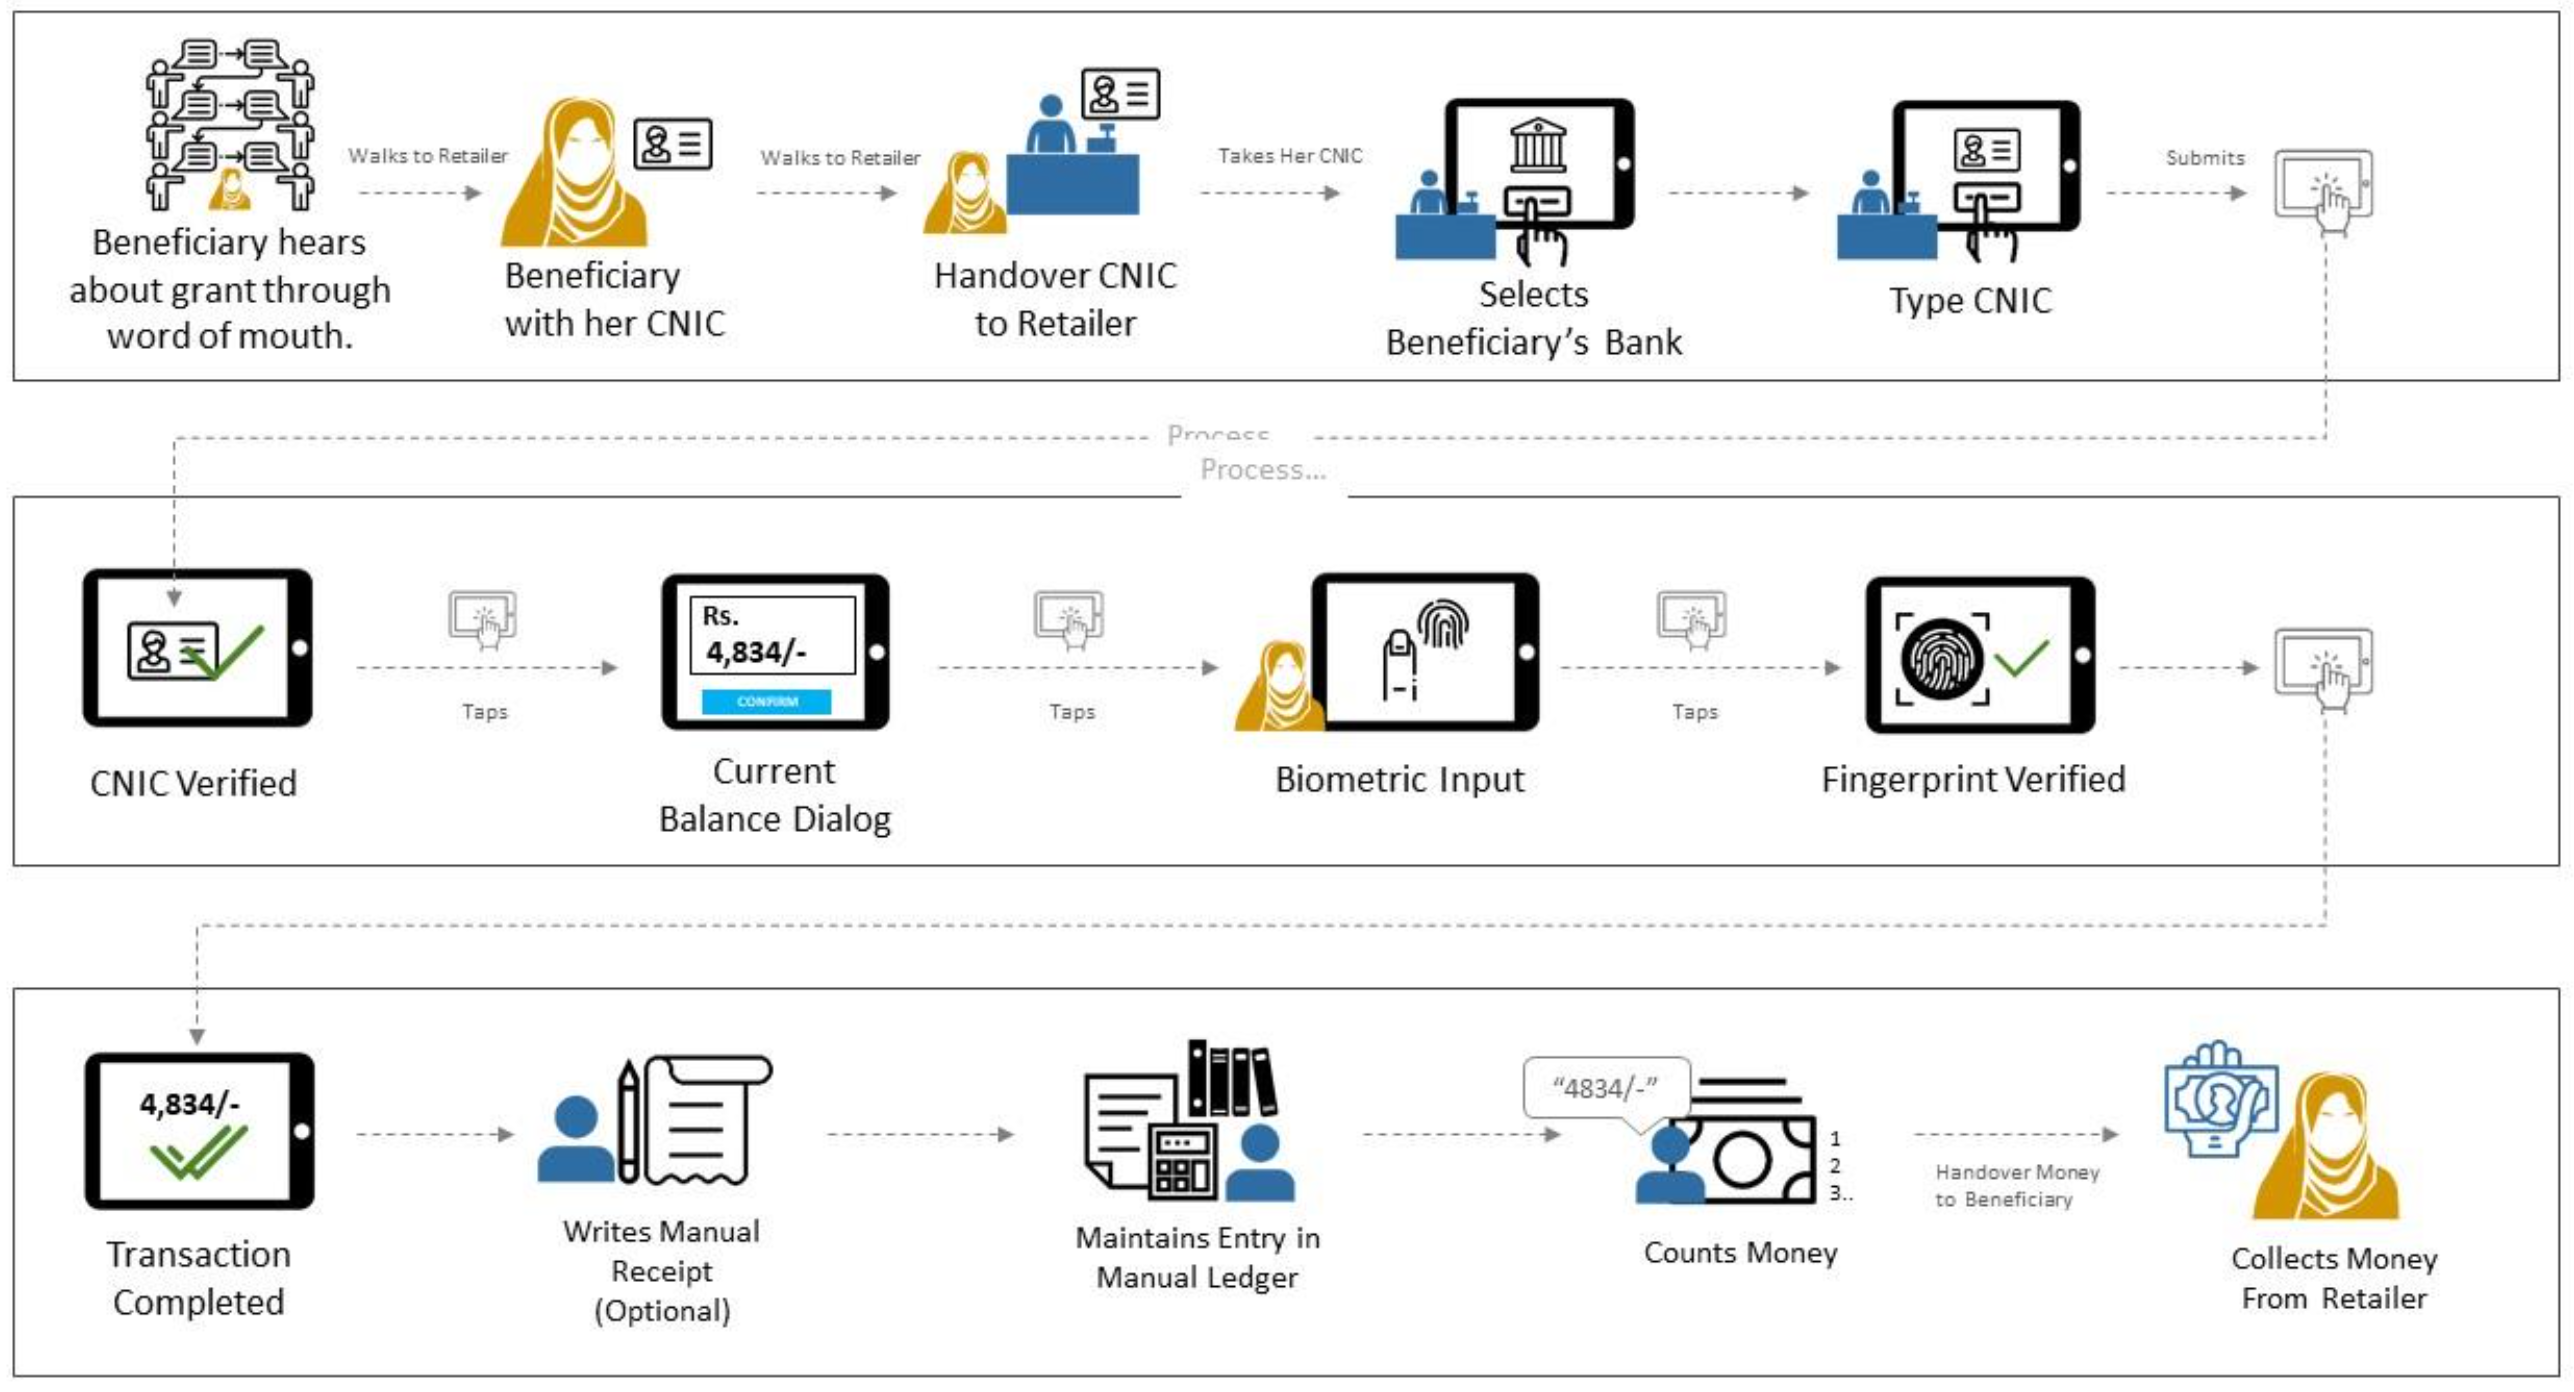 Beneficiary hears
about grant through
word of mouth.
Walks to Retailer
Beneficiary
with her CNIC
Walks to Retailer
Handover CNIC
to Retailer
Takes Her CNIC
Selects
Beneficiary's Bank
Type CNIC
Submits
Process
Process...
CNIC Verified
Taps
Rs.
4,834/-
CONFIRM
Current
Balance Dialog
Taps
Biometric Input
Taps
Fingerprint Verified
4,834/-
Transaction
Completed
Writes Manual
Receipt
(Optional)
Maintains Entry in
Manual Ledger
"4834/-"
1
2
3..
Counts Money
Handover Money
to Beneficiary
Collects Money
From Retailer